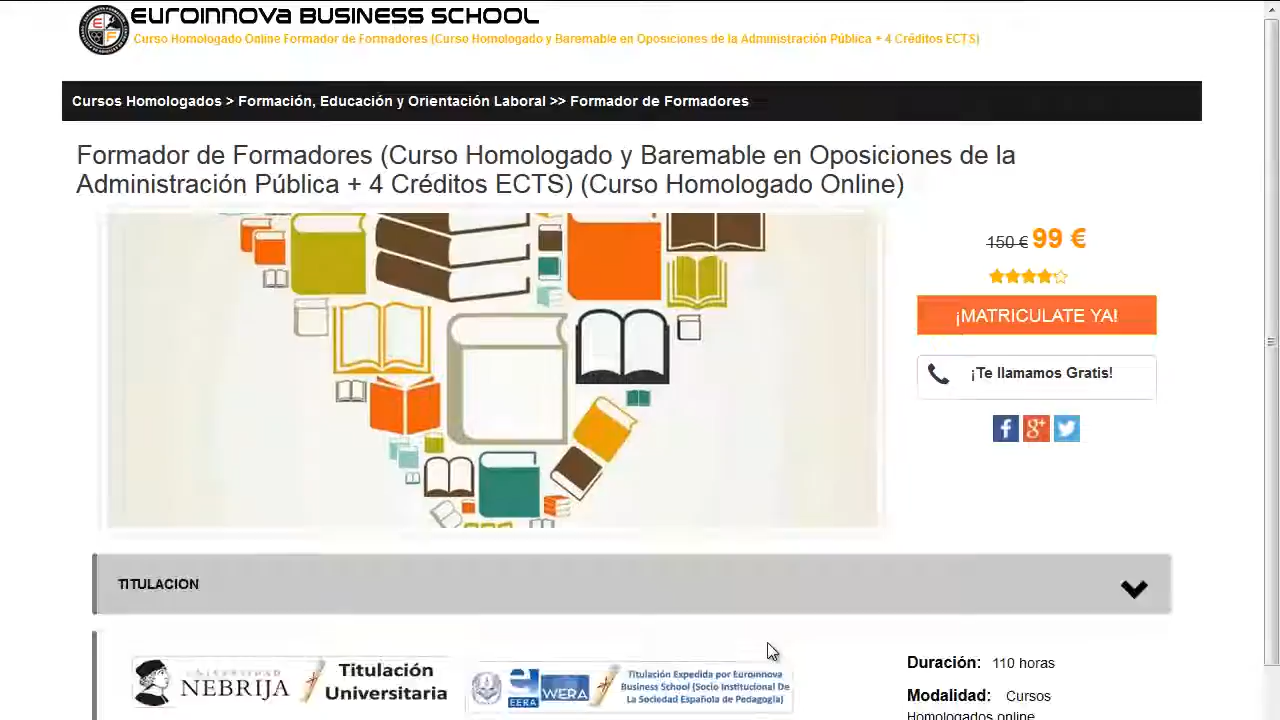 EUROINNOVA BUSINESS SCHOOL
Curso Homologado Online Formador de Formadores (Curso Homologado y Baremable en Oposiciones de la Administración Pública + 4 Créditos ECTS)
Cursos Homologados > Formación, Educación y Orientación Laboral >> Formador de Formadores
Formador de Formadores (Curso Homologado y Baremable en Oposiciones de la
Administración Pública + 4 Créditos ECTS) (Curso Homologado Online)
150 € 99 €
¡MATRICULATE YA!
¡Te llamamos Gratis!
TITULACION
UNIVERSIDAD
NEBRIJA
Titulación
Universitaria
EERA
WERA
Titulación Expedida por Euroinnova
Business School (Socio Institucional De
La Sociedad Española de Pedagogía)
Duración: 110 horas
Modalidad: Cursos
Homologados online